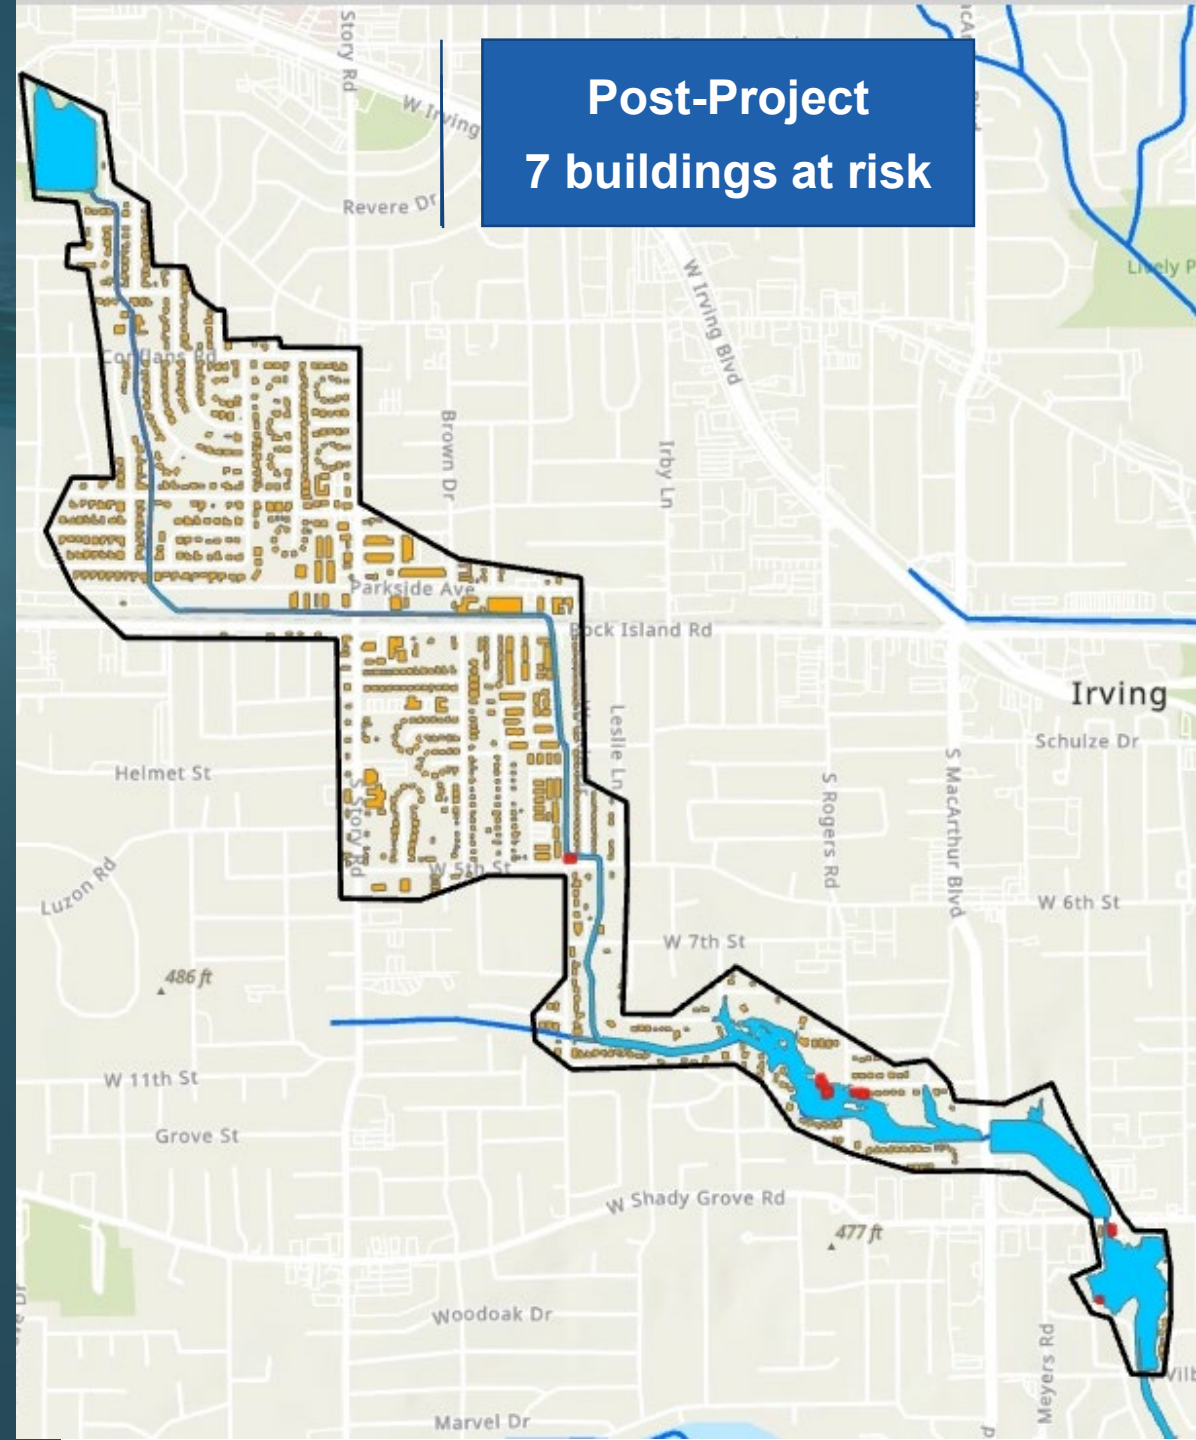 Story Rd
Post-Project
7 buildings at risk
W Irving
Revere Dr
Lively P
W Irving Blvd
Conflans Rd
Brown Dr
Irby Ln
Parkside Ave
Rock Island Rd
Irving
Leslie Ln
Schulze Dr
Helmet St
S Story Rd
S Rogers Rd
S MacArthur Blvd
Luzon Rd
W 5th St
W 6th St
W 7th St
486 ft
W 11th St
Grove St
W Shady Grove Rd
477 ft
Woodoak Dr
Meyers Rd
Marvel Dr